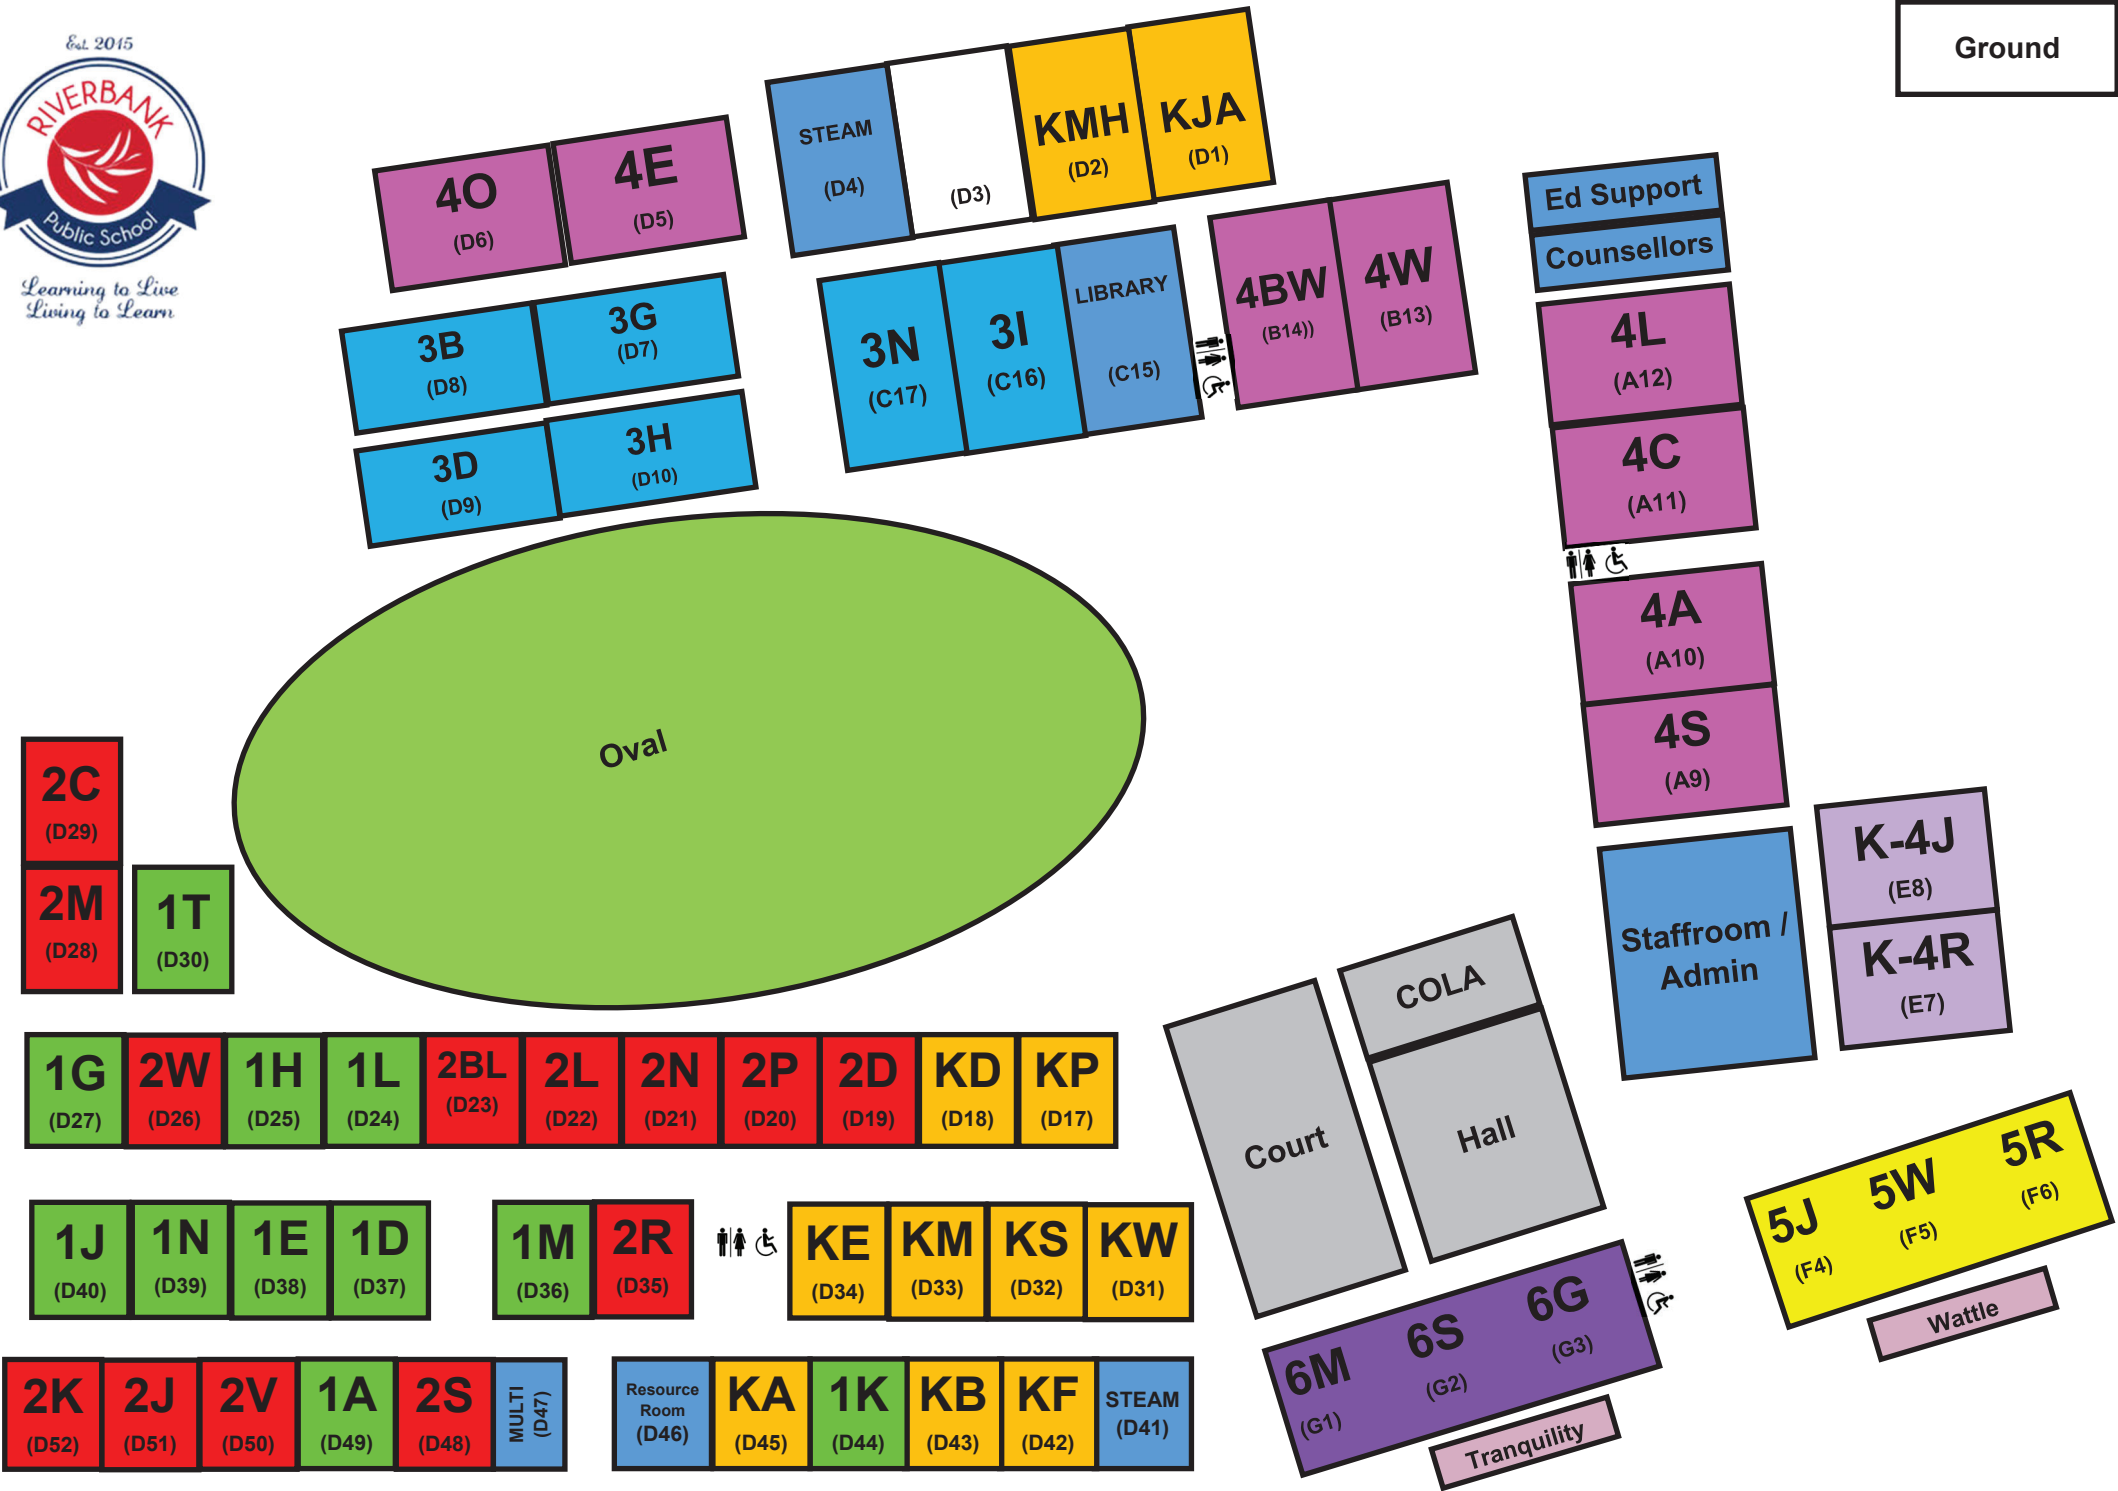 Est. 2015
RIVERBANK
Public School
Learning to Live
Living to Learn
Ground
STEAM
(D4)
(D3)
KMH
(D2)
KJA
(D1)
4O
(D6)
4E
(D5)
3B
(D8)
3G
(D7)
3D
(D9)
3H
(D10)
3N
(C17)
3I
(C16)
LIBRARY
(C15)
4BW
(B14))
4W
(B13)
Ed Support
Counsellors
4L
(A12)
4C
(A11)
4A
(A10)
4S
(A9)
Staffroom /
Admin
K-4J
(E8)
K-4R
(E7)
Oval
2C
(D29)
2M
(D28)
1T
(D30)
1G
(D27)
2W
(D26)
1H
(D25)
1L
(D24)
2BL
(D23)
2L
(D22)
2N
(D21)
2P
(D20)
2D
(D19)
KD
(D18)
KP
(D17)
COLA
Court
Hall
5J
(F4)
5W
(F5)
5R
(F6)
Wattle
1J
(D40)
1N
(D39)
1E
(D38)
1D
(D37)
1M
(D36)
2R
(D35)
KE
(D34)
KM
(D33)
KS
(D32)
KW
(D31)
6M
(G1)
6S
(G2)
6G
(G3)
Tranquility
2K
(D52)
2J
(D51)
2V
(D50)
1A
(D49)
2S
(D48)
MULTI
(D47)
Resource
Room
(D46)
KA
(D45)
1K
(D44)
KB
(D43)
KF
(D42)
STEAM
(D41)